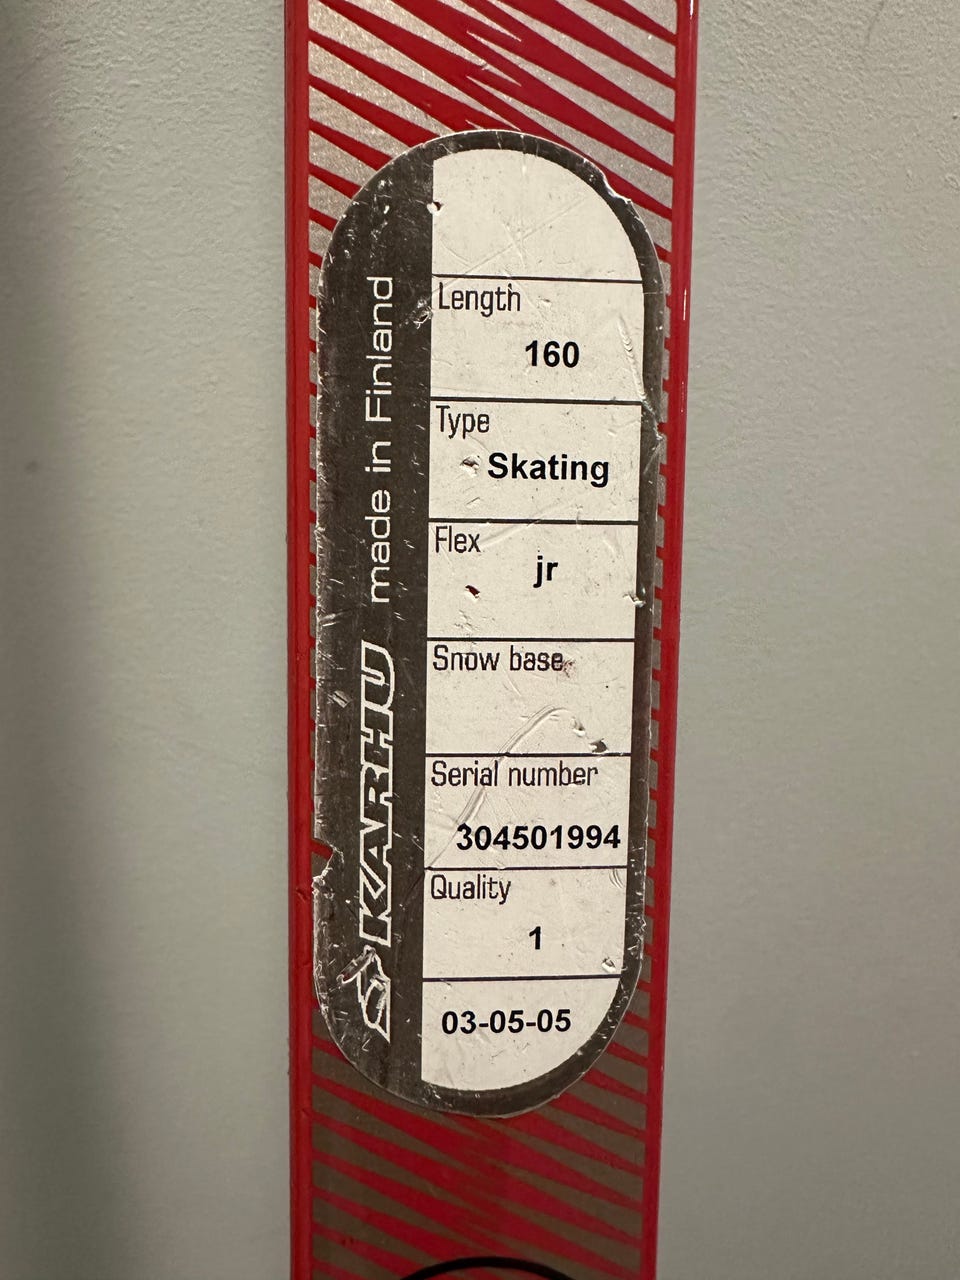 KARHU made in Finland
Length
160
Type
Skating
Flex
jr
Snow base
Serial number
304501994
Quality
1
03-05-05